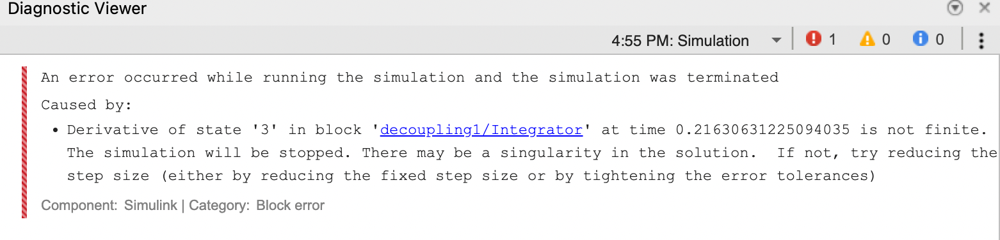 Diagnostic Viewer
4:55 PM: Simulation 1 0 0
An error occurred while running the simulation and the simulation was terminated
Caused by:
• Derivative of state '3' in block 'decoupling1/Integrator' at time 0.21630631225094035 is not finite.
The simulation will be stopped. There may be a singularity in the solution.  If not, try reducing the
step size (either by reducing the fixed step size or by tightening the error tolerances)
Component: Simulink | Category: Block error